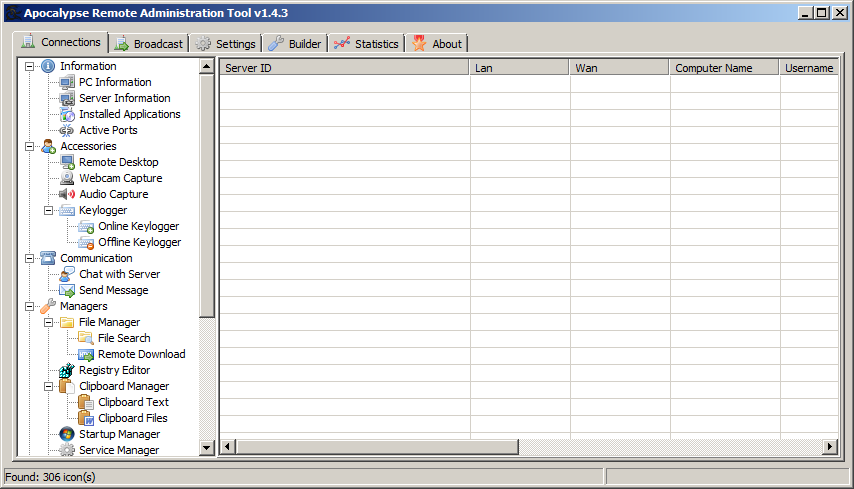 Apocalypse Remote Administration Tool v1.4.3
Connections Broadcast Settings Builder Statistics About
Information
PC Information
Server Information
Installed Applications
Active Ports
Accessories
Remote Desktop
Webcam Capture
Audio Capture
Keylogger
Online Keylogger
Offline Keylogger
Communication
Chat with Server
Send Message
Managers
File Manager
File Search
Remote Download
Registry Editor
Clipboard Manager
Clipboard Text
Clipboard Files
Startup Manager
Service Manager
Server ID Lan Wan Computer Name Username
Found: 306 icon(s)